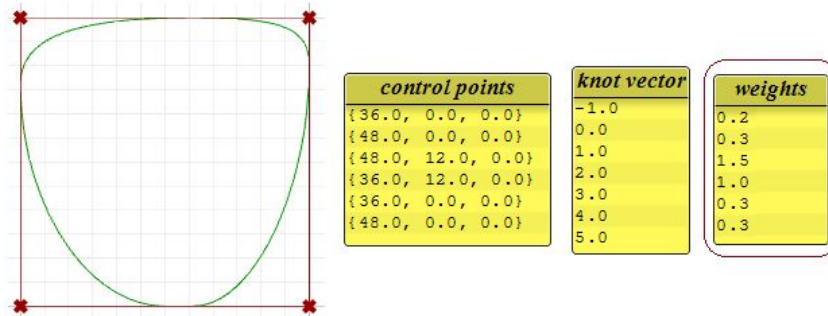 control points
{36.0, 0.0, 0.0}
{48.0, 0.0, 0.0}
{48.0, 12.0, 0.0}
{36.0, 12.0, 0.0}
{36.0, 0.0, 0.0}
{48.0, 0.0, 0.0}
knot vector
-1.0
0.0
1.0
2.0
3.0
4.0
5.0
weights
0.2
0.3
1.5
1.0
0.3
0.3